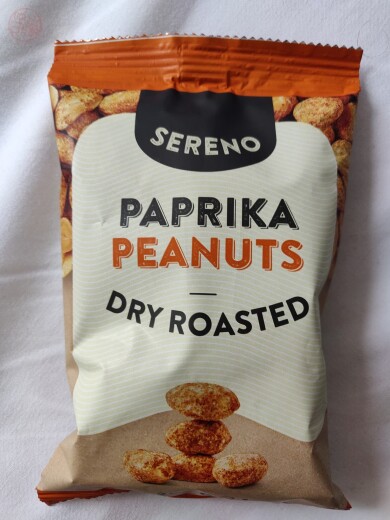 SERENO
PAPRIKA
PEANUTS
DRY ROASTED